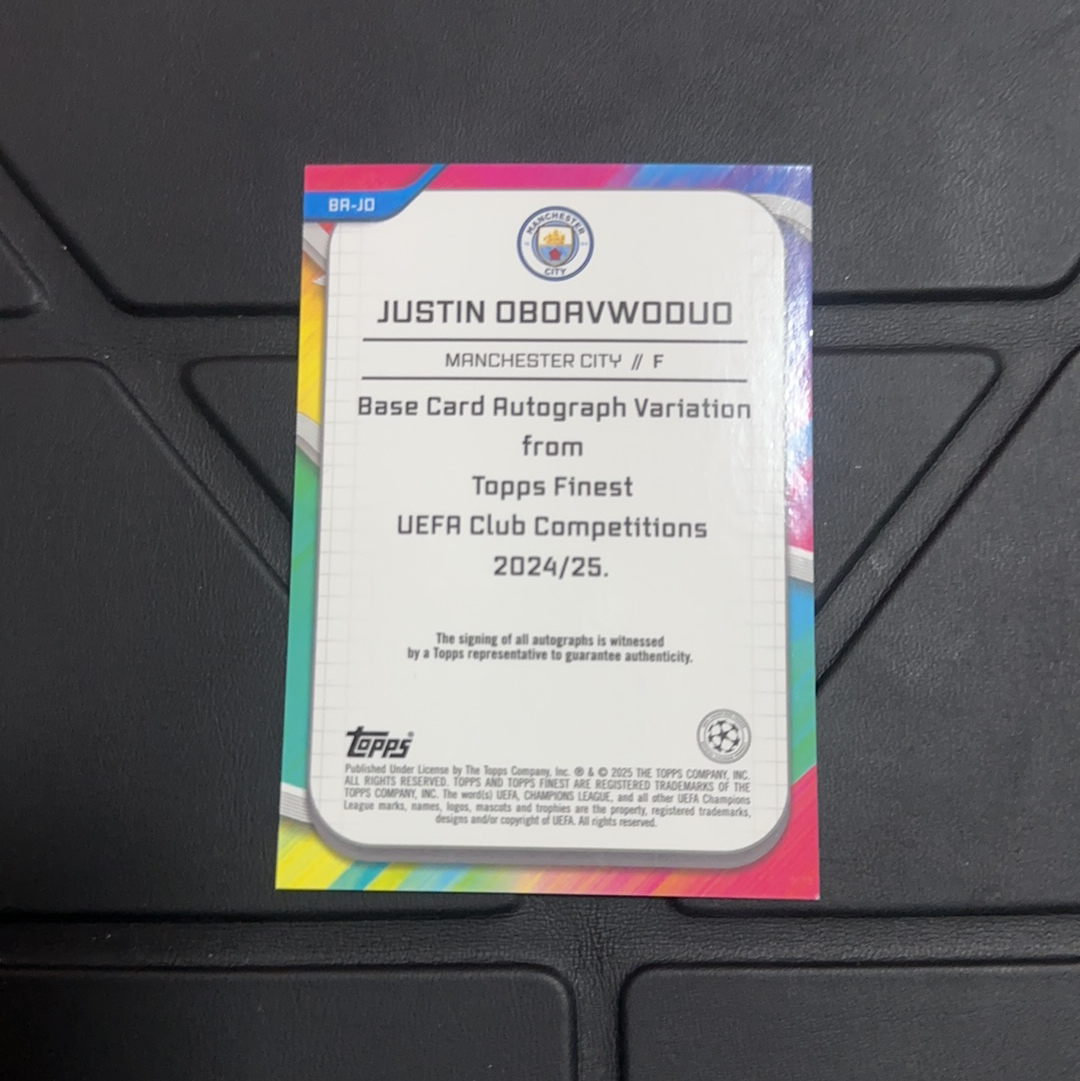 BA-JO
MANCHESTER
CITY
JUSTIN OBOAVWODUO
MANCHESTER CITY // F
Base Card Autograph Variation
from
Topps Finest
UEFA Club Competitions
2024/25.
The signing of all autographs is witnessed
by a Topps representative to guarantee authenticity.
topps®
Published Under License by The Topps Company, Inc. ® & © 2025 THE TOPPS COMPANY, INC.
ALL RIGHTS RESERVED. TOPPS AND TOPPS FINEST ARE REGISTERED TRADEMARKS OF THE
TOPPS COMPANY, INC. The word(s) UEFA, CHAMPIONS LEAGUE, and all other UEFA Champions
League marks, names, logos, mascots and trophies are the property, registered trademarks,
designs and/or copyright of UEFA. All rights reserved.